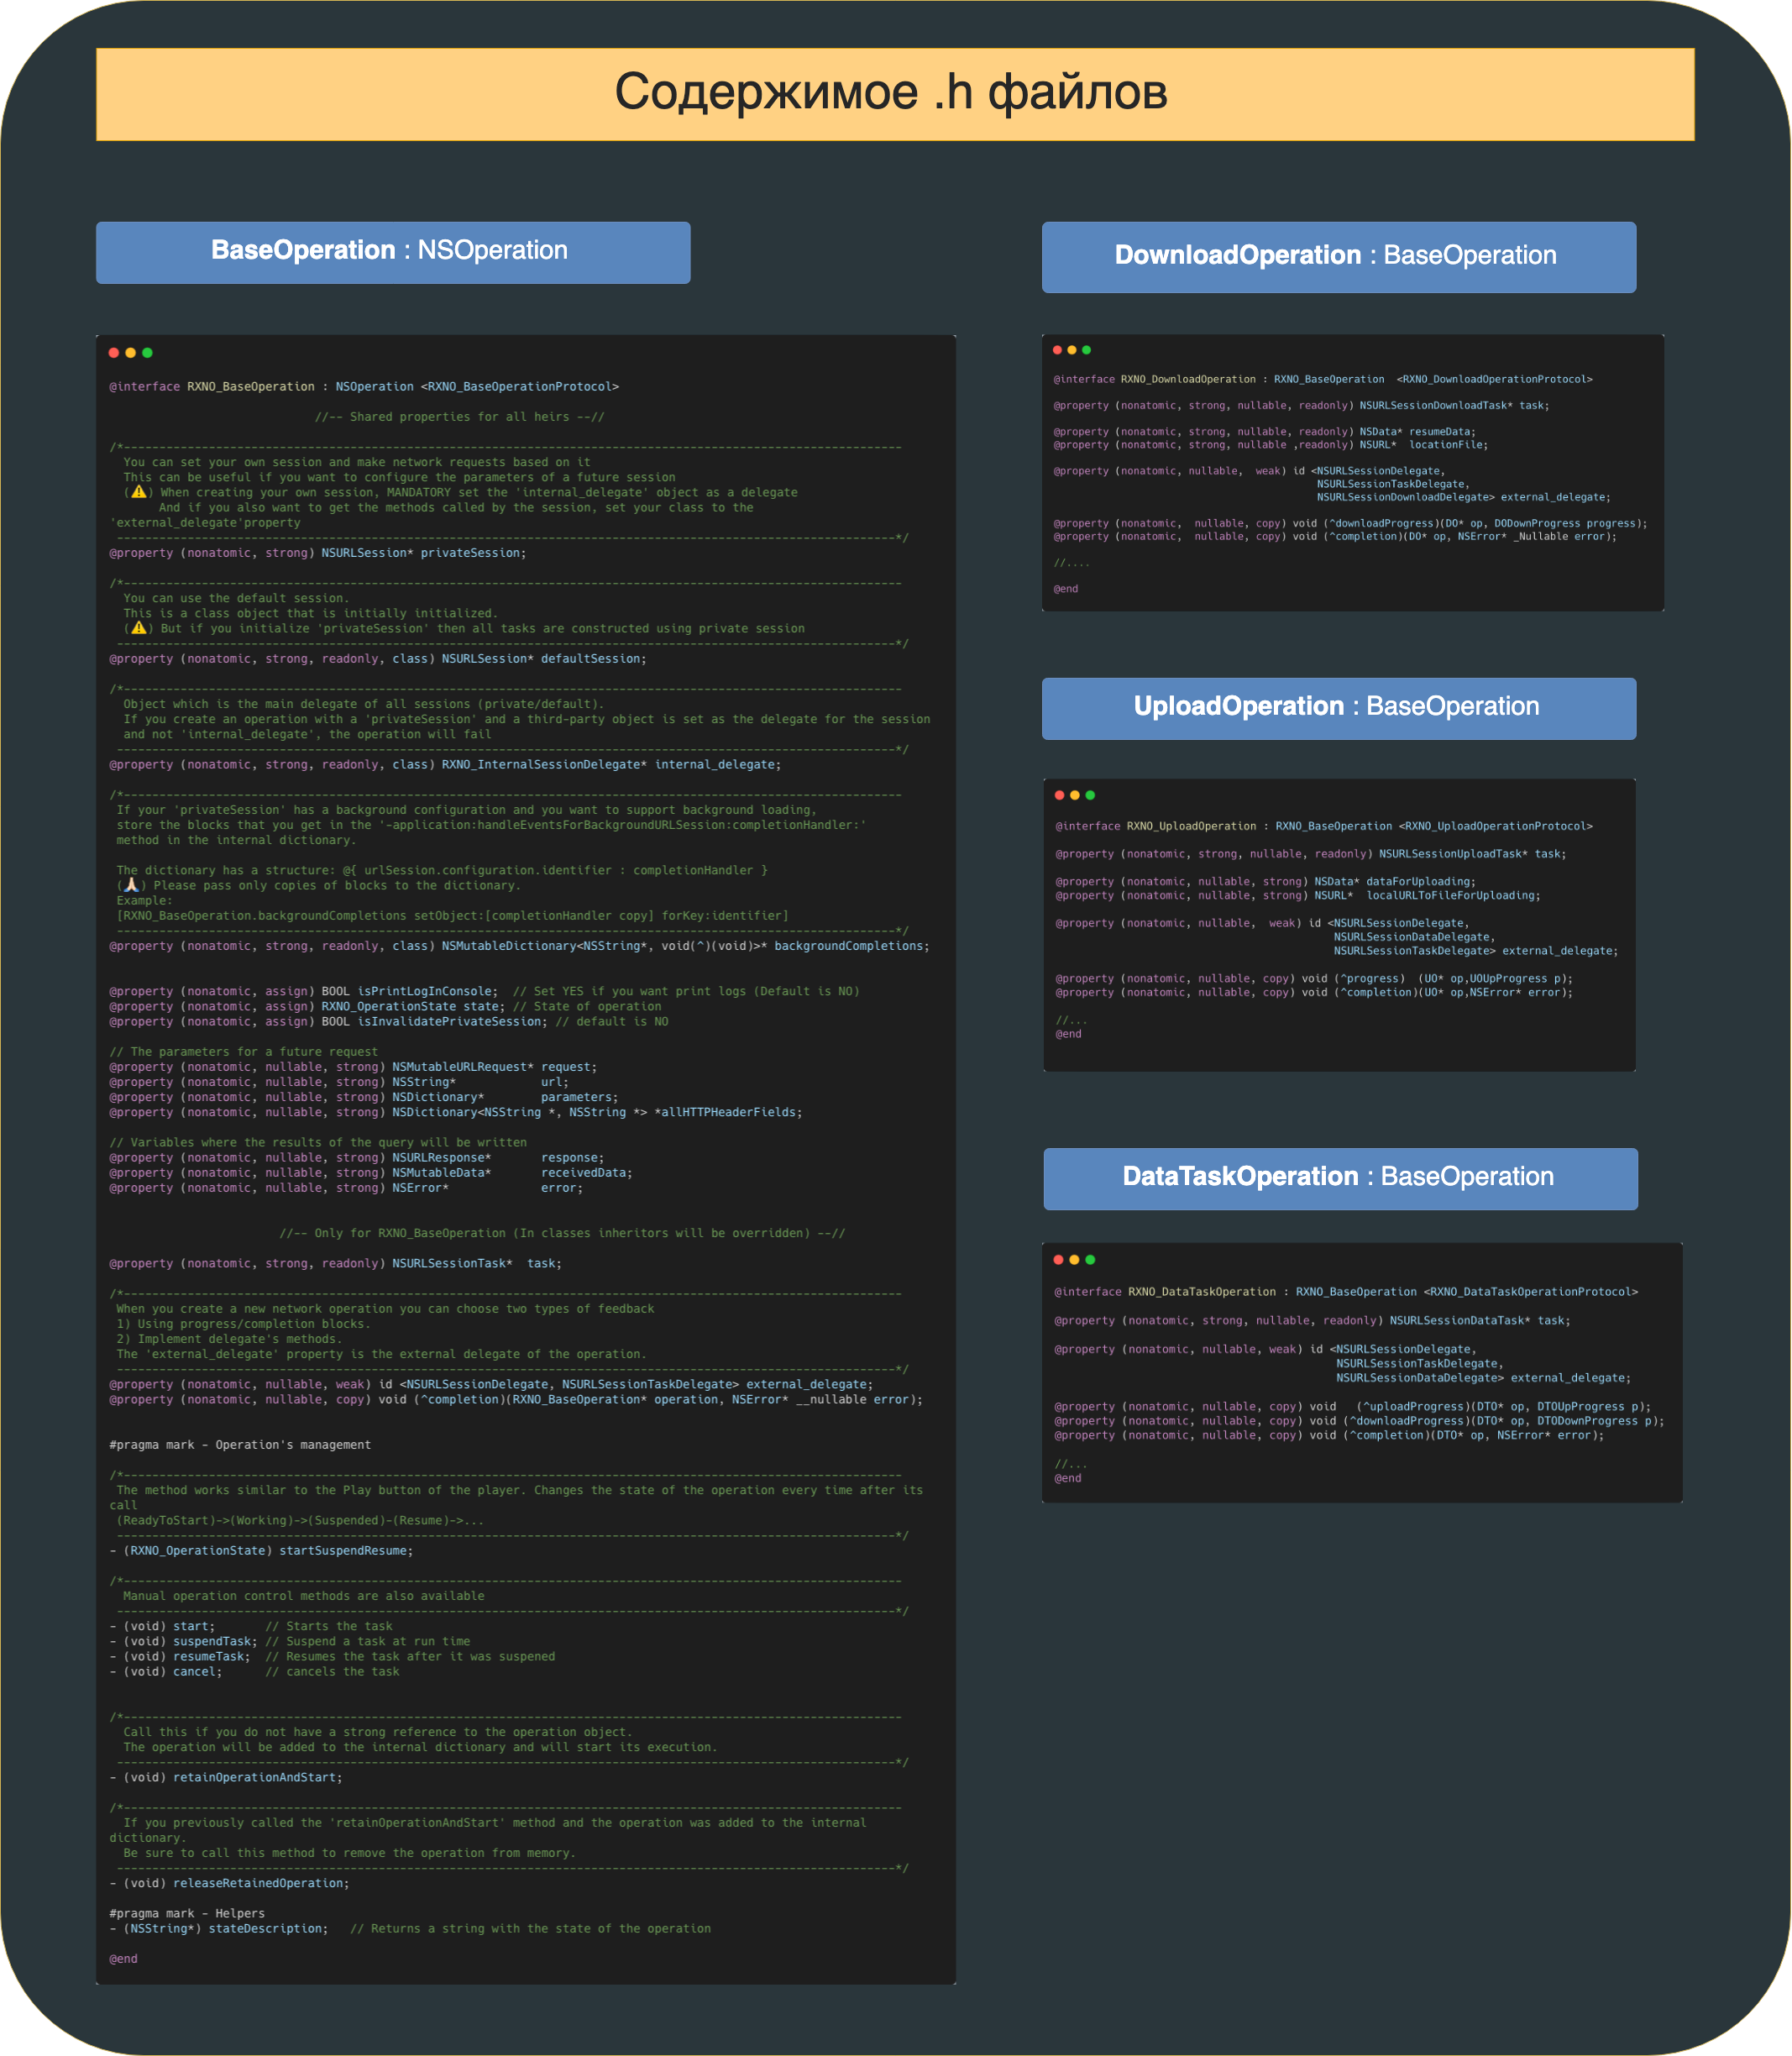 Содержимое .h файлов
BaseOperation : NSOperation
@interface RXNO_BaseOperation : NSOperation <RXNO_BaseOperationProtocol>
//-- Shared properties for all heirs --//
/*--------------------------------------------------------------------------------------------------------------
You can set your own session and make network requests based on it
This can be useful if you want to configure the parameters of a future session
(⚠️) When creating your own session, MANDATORY set the 'internal_delegate' object as a delegate
And if you also want to get the methods called by the session, set your class to the
'external_delegate'property
--------------------------------------------------------------------------------------------------------------*/
@property (nonatomic, strong) NSURLSession* privateSession;
/*--------------------------------------------------------------------------------------------------------------
You can use the default session.
This is a class object that is initially initialized.
(⚠️) But if you initialize 'privateSession' then all tasks are constructed using private session
--------------------------------------------------------------------------------------------------------------*/
@property (nonatomic, strong, readonly, class) NSURLSession* defaultSession;
/*--------------------------------------------------------------------------------------------------------------
Object which is the main delegate of all sessions (private/default).
If you create an operation with a 'privateSession' and a third-party object is set as the delegate for the session
and not 'internal_delegate', the operation will fail
--------------------------------------------------------------------------------------------------------------*/
@property (nonatomic, strong, readonly, class) RXNO_InternalSessionDelegate* internal_delegate;
/*--------------------------------------------------------------------------------------------------------------
If your 'privateSession' has a background configuration and you want to support background loading,
store the blocks that you get in the '-application:handleEventsForBackgroundURLSession:completionHandler:'
method in the internal dictionary.
The dictionary has a structure: @{ urlSession.configuration.identifier : completionHandler }
(🙏🏻) Please pass only copies of blocks to the dictionary.
Example:
[RXNO_BaseOperation.backgroundCompletions setObject:[completionHandler copy] forKey:identifier]
--------------------------------------------------------------------------------------------------------------*/
@property (nonatomic, strong, readonly, class) NSMutableDictionary<NSString*, void(^)(void)>* backgroundCompletions;
@property (nonatomic, assign) BOOL isPrintLogInConsole;  // Set YES if you want print logs (Default is NO)
@property (nonatomic, assign) RXNO_OperationState state; // State of operation
@property (nonatomic, assign) BOOL isInvalidatePrivateSession; // default is NO
// The parameters for a future request
@property (nonatomic, nullable, strong) NSMutableURLRequest* request;
@property (nonatomic, nullable, strong) NSString*            url;
@property (nonatomic, nullable, strong) NSDictionary*        parameters;
@property (nonatomic, nullable, strong) NSDictionary<NSString *, NSString *> *allHTTPHeaderFields;
// Variables where the results of the query will be written
@property (nonatomic, nullable, strong) NSURLResponse*       response;
@property (nonatomic, nullable, strong) NSMutableData*       receivedData;
@property (nonatomic, nullable, strong) NSError*             error;
//-- Only for RXNO_BaseOperation (In classes inheritors will be overridden) --//
@property (nonatomic, strong, readonly) NSURLSessionTask*  task;
/*--------------------------------------------------------------------------------------------------------------
When you create a new network operation you can choose two types of feedback
1) Using progress/completion blocks.
2) Implement delegate's methods.
The 'external_delegate' property is the external delegate of the operation.
--------------------------------------------------------------------------------------------------------------*/
@property (nonatomic, nullable, weak) id <NSURLSessionDelegate, NSURLSessionTaskDelegate> external_delegate;
@property (nonatomic, nullable, copy) void (^completion)(RXNO_BaseOperation* operation, NSError* __nullable error);
#pragma mark - Operation's management
/*--------------------------------------------------------------------------------------------------------------
The method works similar to the Play button of the player. Changes the state of the operation every time after its
call
(ReadyToStart)->(Working)->(Suspended)-(Resume)->...
--------------------------------------------------------------------------------------------------------------*/
- (RXNO_OperationState) startSuspendResume;
/*--------------------------------------------------------------------------------------------------------------
Manual operation control methods are also available
--------------------------------------------------------------------------------------------------------------*/
- (void) start;       // Starts the task
- (void) suspendTask; // Suspend a task at run time
- (void) resumeTask;  // Resumes the task after it was suspened
- (void) cancel;      // cancels the task
/*--------------------------------------------------------------------------------------------------------------
Call this if you do not have a strong reference to the operation object.
The operation will be added to the internal dictionary and will start its execution.
--------------------------------------------------------------------------------------------------------------*/
- (void) retainOperationAndStart;
/*--------------------------------------------------------------------------------------------------------------
If you previously called the 'retainOperationAndStart' method and the operation was added to the internal
dictionary.
Be sure to call this method to remove the operation from memory.
--------------------------------------------------------------------------------------------------------------*/
- (void) releaseRetainedOperation;
#pragma mark - Helpers
- (NSString*) stateDescription;   // Returns a string with the state of the operation
@end
DownloadOperation : BaseOperation
@interface RXNO_DownloadOperation : RXNO_BaseOperation  <RXNO_DownloadOperationProtocol>
@property (nonatomic, strong, nullable, readonly) NSURLSessionDownloadTask* task;
@property (nonatomic, strong, nullable, readonly) NSData* resumeData;
@property (nonatomic, strong, nullable ,readonly) NSURL*  locationFile;
@property (nonatomic, nullable,  weak) id <NSURLSessionDelegate,
NSURLSessionTaskDelegate,
NSURLSessionDownloadDelegate> external_delegate;
@property (nonatomic,  nullable, copy) void (^downloadProgress)(DO* op, DODownProgress progress);
@property (nonatomic,  nullable, copy) void (^completion)(DO* op, NSError* _Nullable error);
//....
@end
UploadOperation : BaseOperation
@interface RXNO_UploadOperation : RXNO_BaseOperation <RXNO_UploadOperationProtocol>
@property (nonatomic, strong, nullable, readonly) NSURLSessionUploadTask* task;
@property (nonatomic, nullable, strong) NSData* dataForUploading;
@property (nonatomic, nullable, strong) NSURL*  localURLToFileForUploading;
@property (nonatomic, nullable,  weak) id <NSURLSessionDelegate,
NSURLSessionDataDelegate,
NSURLSessionTaskDelegate> external_delegate;
@property (nonatomic, nullable, copy) void (^progress)  (UO* op,UOUpProgress p);
@property (nonatomic, nullable, copy) void (^completion)(UO* op,NSError* error);
//...
@end
DataTaskOperation : BaseOperation
@interface RXNO_DataTaskOperation : RXNO_BaseOperation <RXNO_DataTaskOperationProtocol>
@property (nonatomic, strong, nullable, readonly) NSURLSessionDataTask* task;
@property (nonatomic, nullable, weak) id <NSURLSessionDelegate,
NSURLSessionTaskDelegate,
NSURLSessionDataDelegate> external_delegate;
@property (nonatomic, nullable, copy) void   (^uploadProgress)(DTO* op, DTOUpProgress p);
@property (nonatomic, nullable, copy) void (^downloadProgress)(DTO* op, DTODownProgress p);
@property (nonatomic, nullable, copy) void (^completion)(DTO* op, NSError* error);
//...
@end